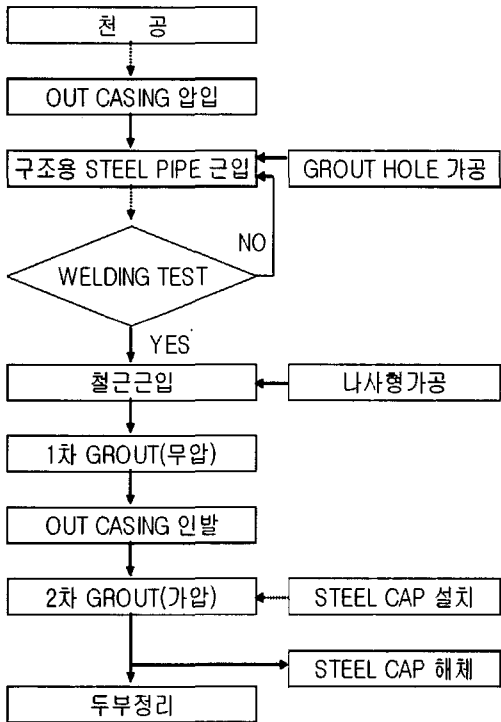 천 공
OUT CASING 압입
구조용 STEEL PIPE 근입
GROUT HOLE 가공
NO
WELDING TEST
YES
철근근입
나사형가공
1차 GROUT(무압)
OUT CASING 인발
2차 GROUT(가압)
STEEL CAP 설치
STEEL CAP 해체
두부정리